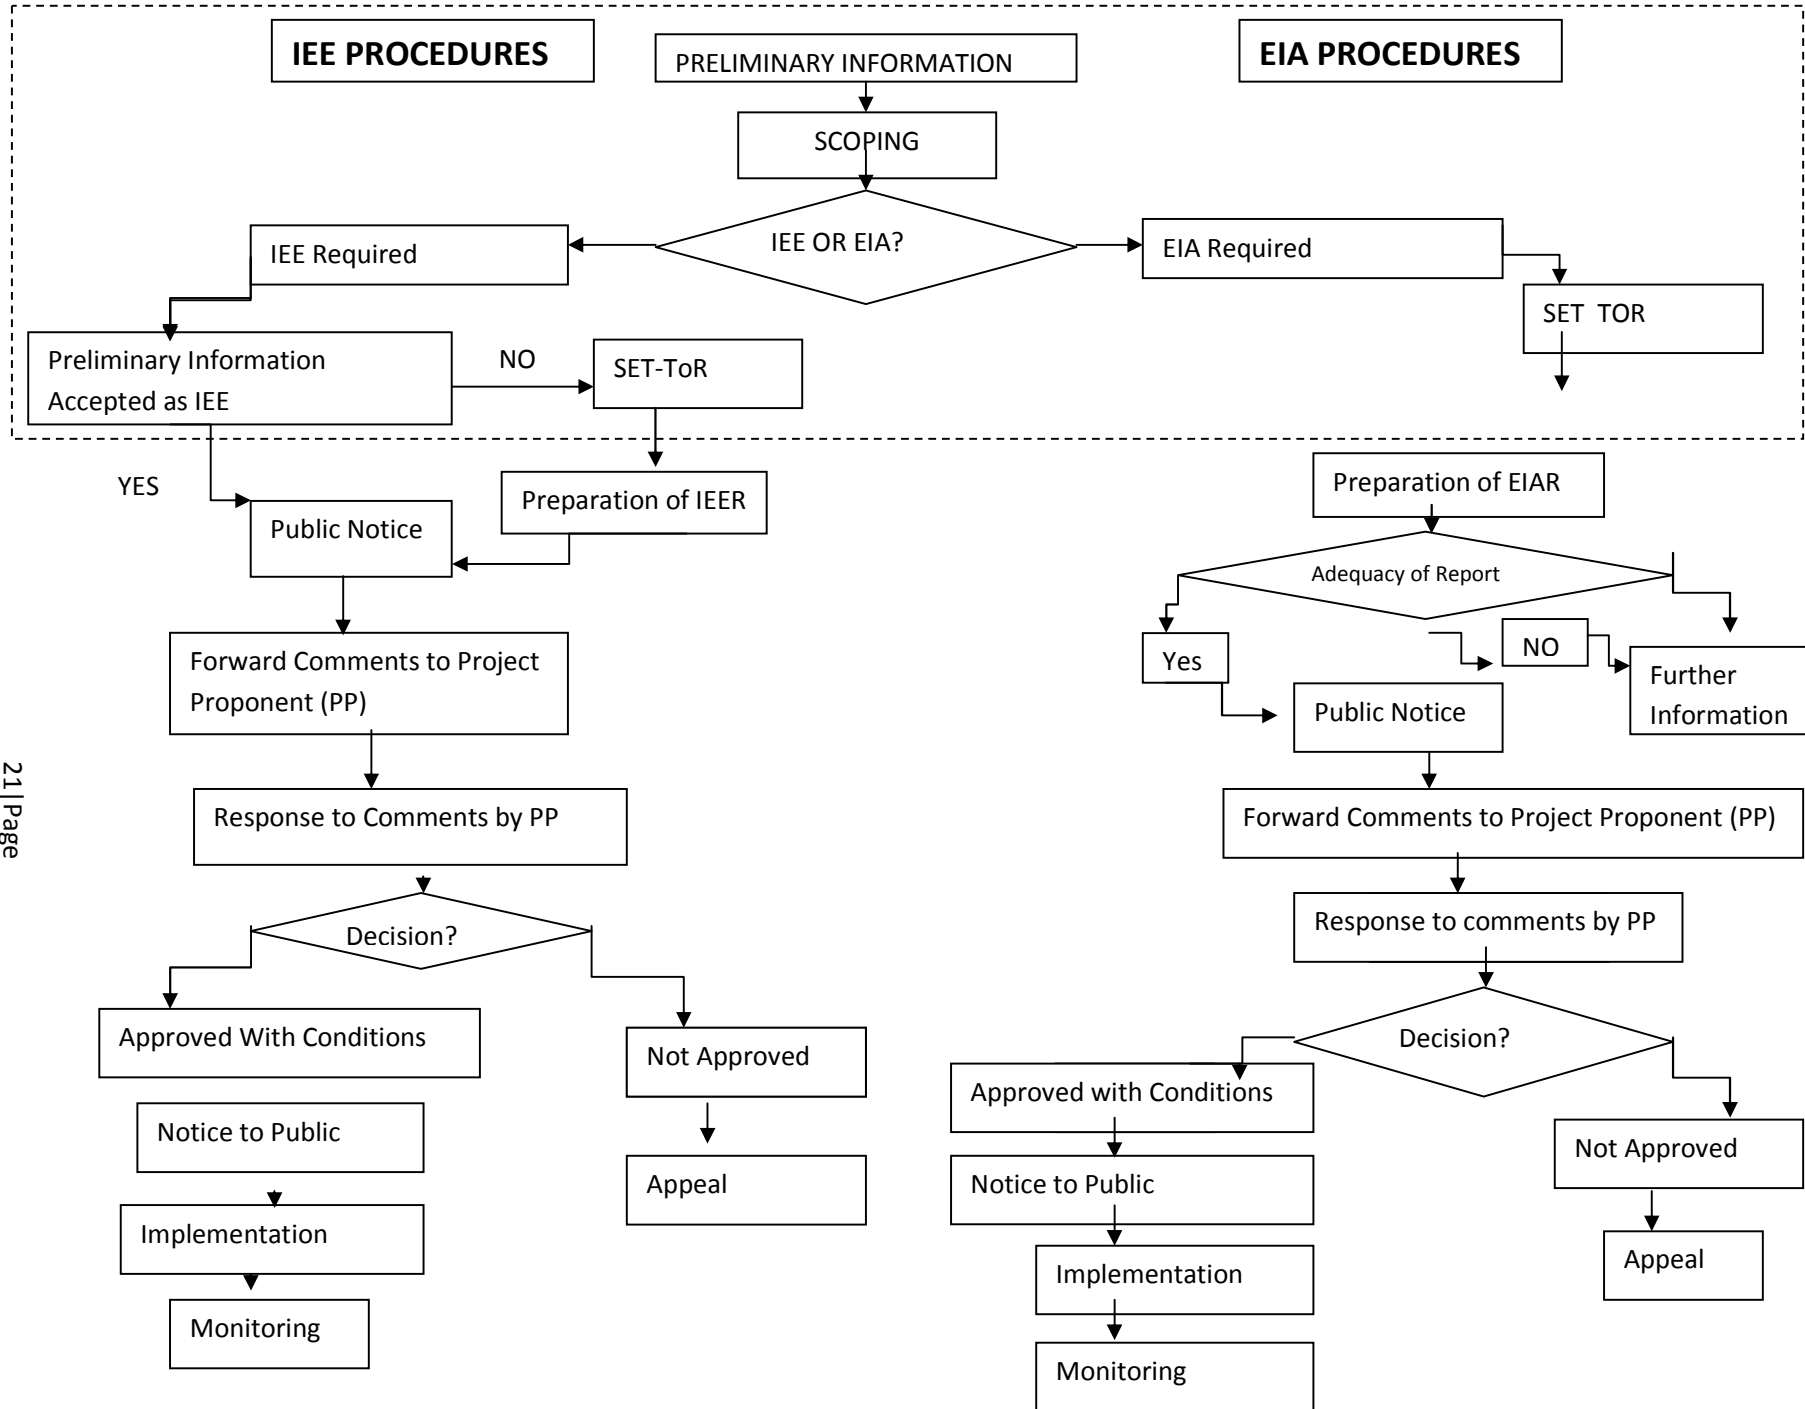 IEE PROCEDURES
PRELIMINARY INFORMATION
EIA PROCEDURES
SCOPING
IEE OR EIA?
IEE Required
EIA Required
SET TOR
Preliminary Information
Accepted as IEE
NO
SET-ToR
YES
Public Notice
Preparation of IEER
Preparation of EIAR
Adequacy of Report
Yes
NO
Further
Information
Public Notice
Forward Comments to Project
Proponent (PP)
Forward Comments to Project Proponent (PP)
Response to Comments by PP
Response to comments by PP
Decision?
Decision?
Approved With Conditions
Not Approved
Approved with Conditions
Not Approved
Notice to Public
Appeal
Notice to Public
Appeal
Implementation
Implementation
Monitoring
Monitoring
21|Page